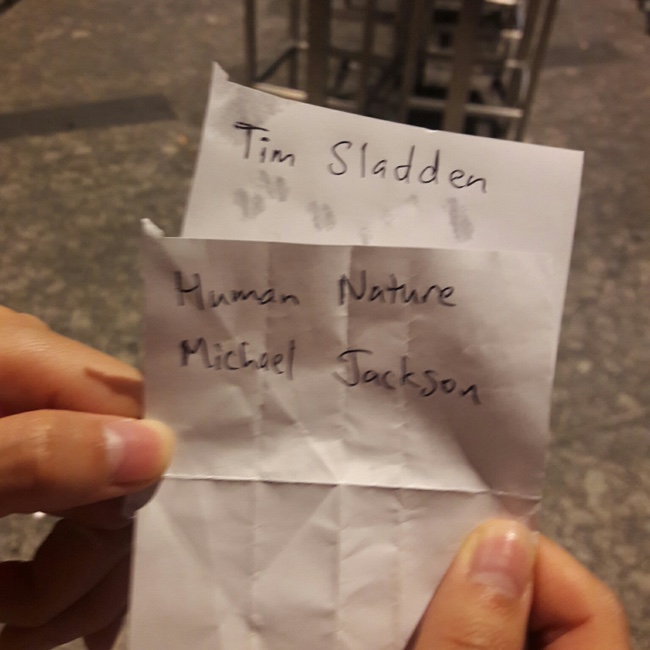 Tim Sladden
Human Nature
Michael Jackson